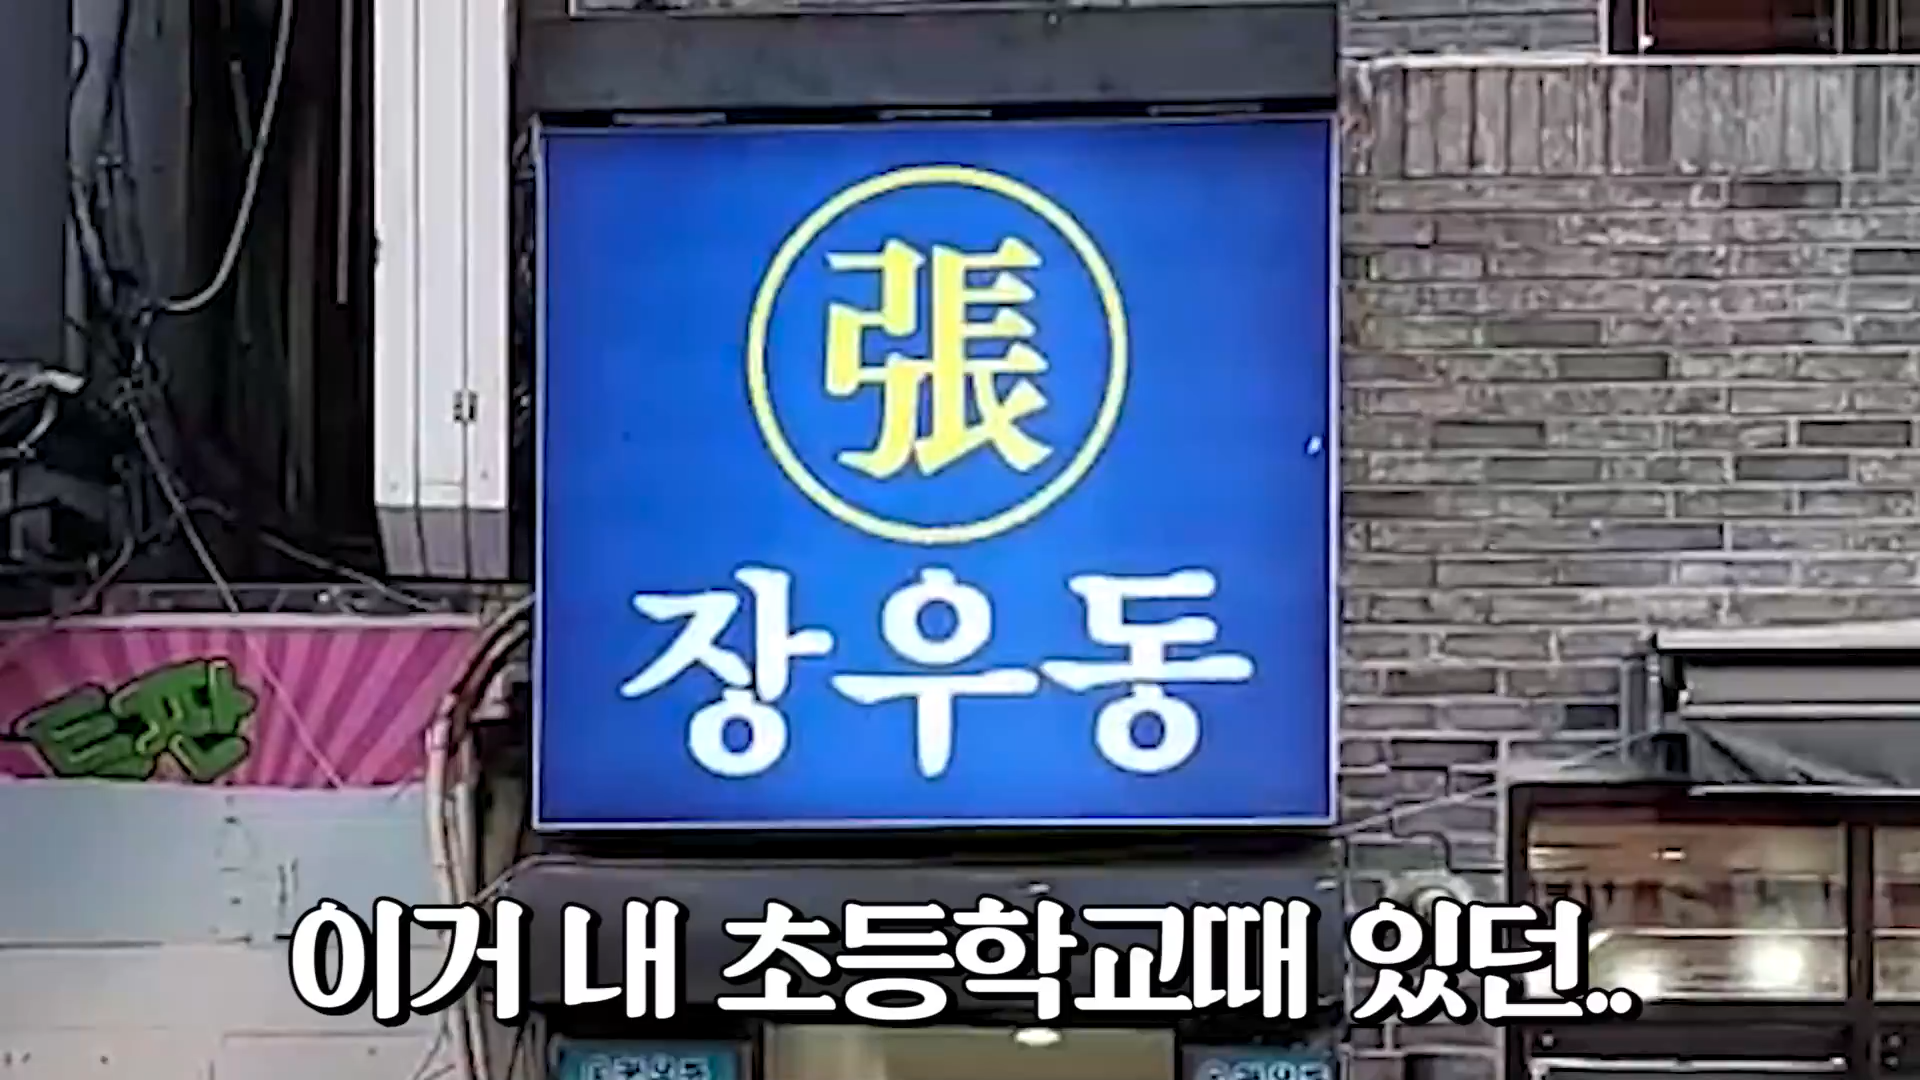 張
장우동
이거 내 초등학교때 있던..